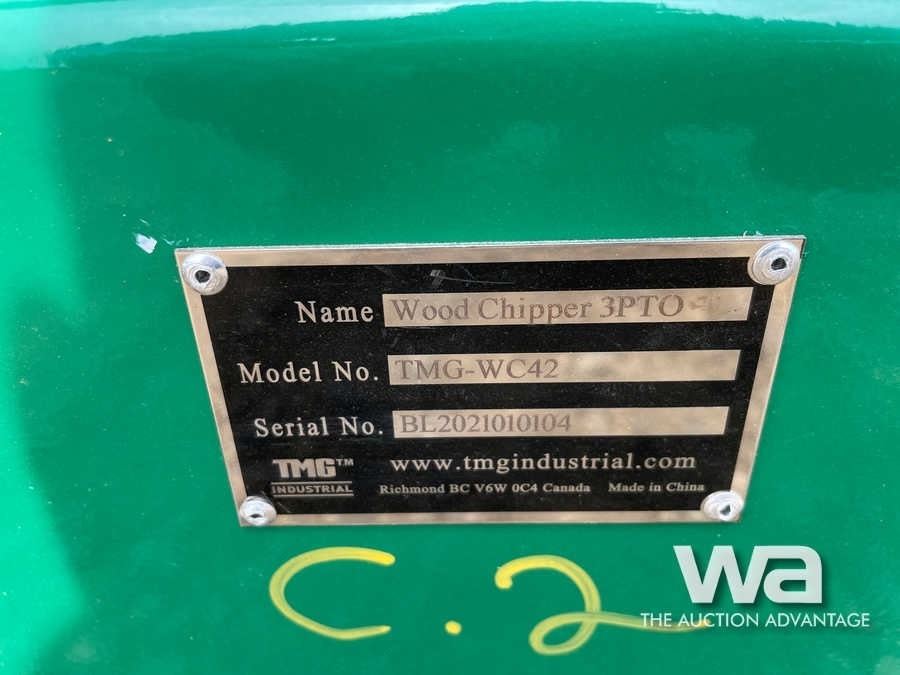 Name Wood Chipper 3PTO
Model No. TMG-WC42
Serial No. BL2021010104
TMG™ INDUSTRIAL
www.tmgindustrial.com
Richmond BC V6W 0C4 Canada Made in China
C.2
wa
THE AUCTION ADVANTAGE